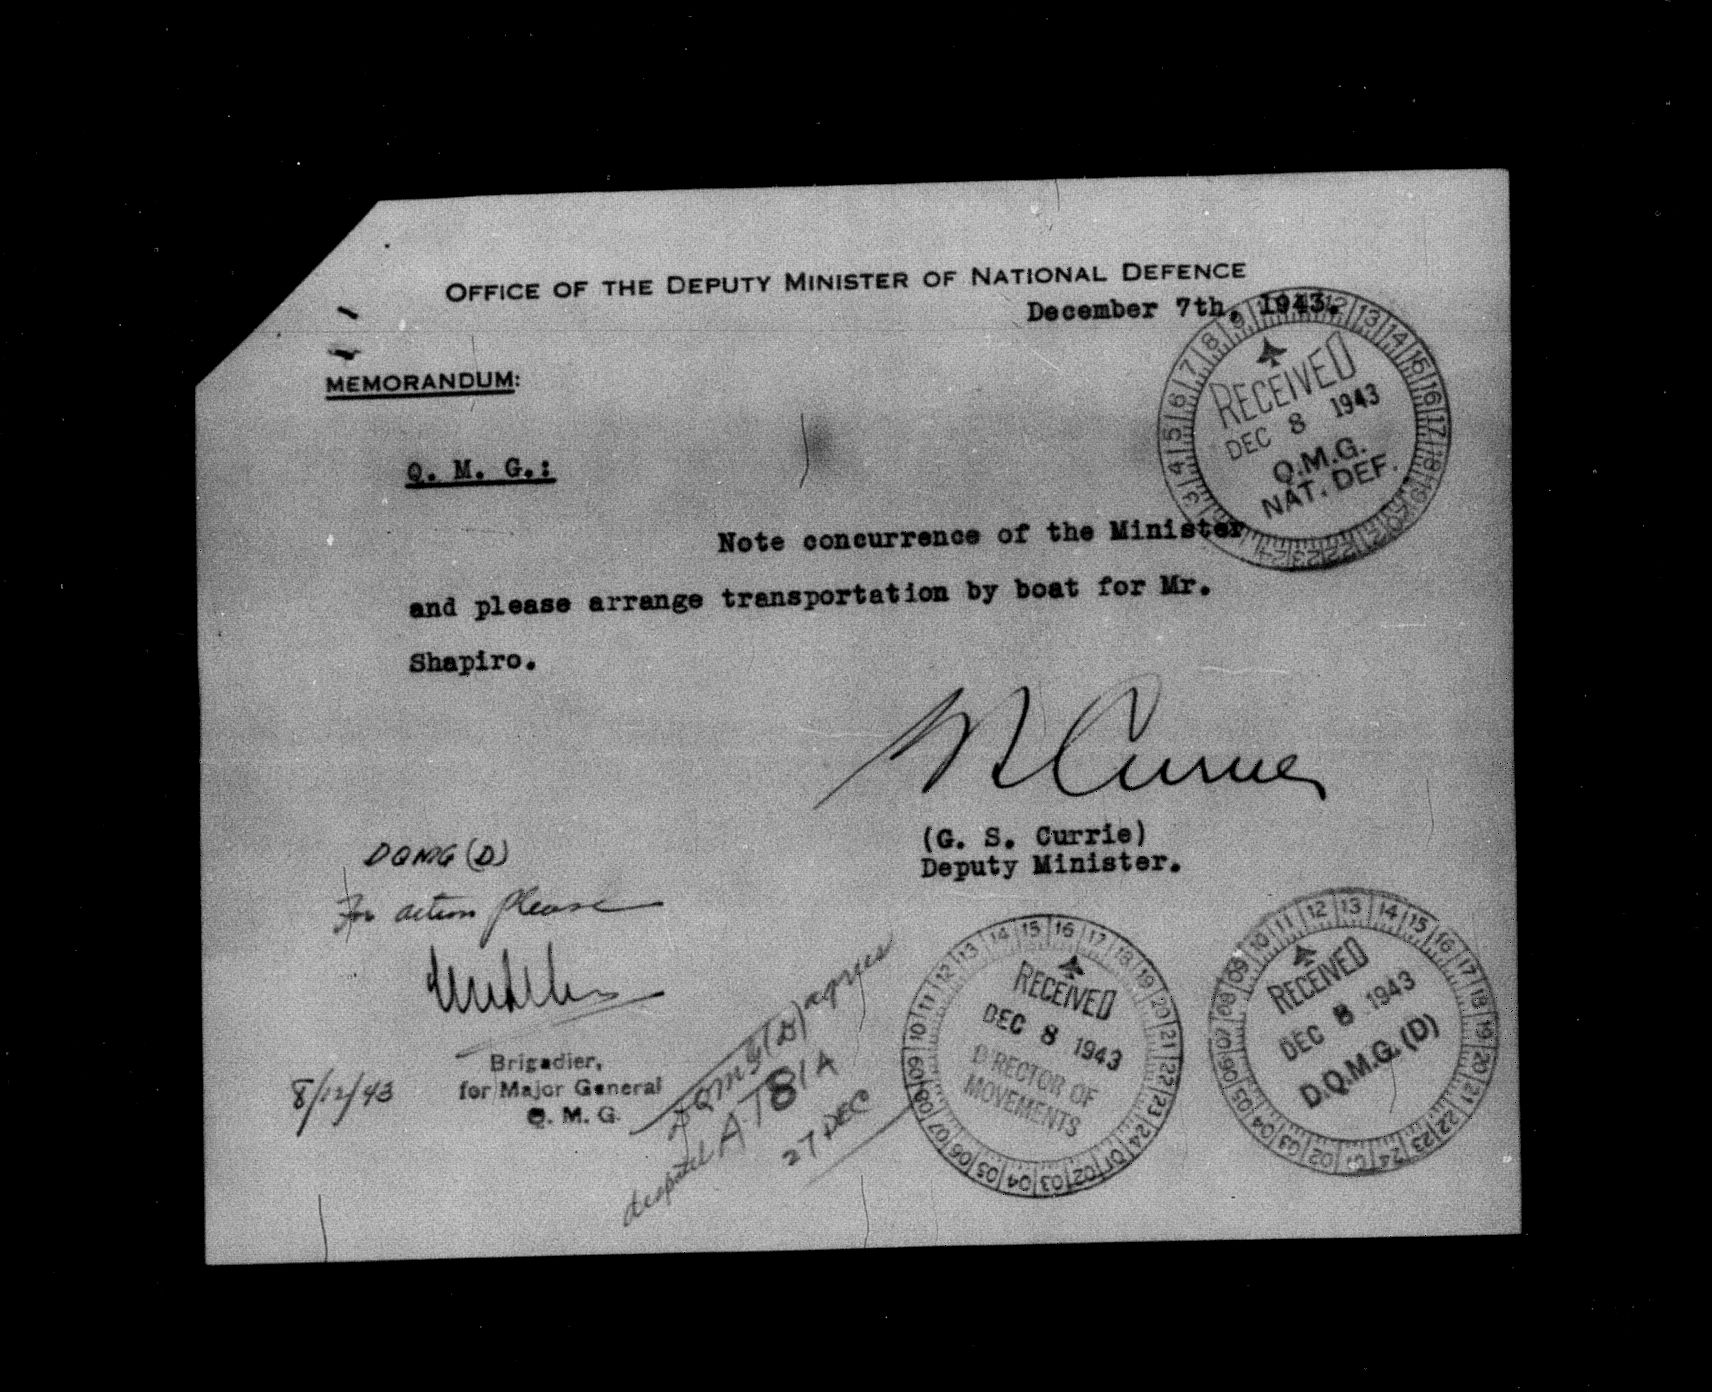 OFFICE OF THE DEPUTY MINISTER OF NATIONAL DEFENCE
December 7th, 1943.
RECEIVED
DEC 8 1943
Q.M.G.
NAT. DEF.
MEMORANDUM:
Q. M. G.:
Note concurrence of the Minister
and please arrange transportation by boat for Mr.
Shapiro.
Currie
(G. S. Currie)
Deputy Minister.
DQMG (D)
For action please
Brigadier,
for Major General
Q. M. G.
8/12/43
DQMG (D) agrees
AT81A
27 DEC
RECEIVED
DEC 8 1943
DIRECTOR OF
MOVEMENTS
RECEIVED
DEC 8 1943
D.Q.M.G. (D)